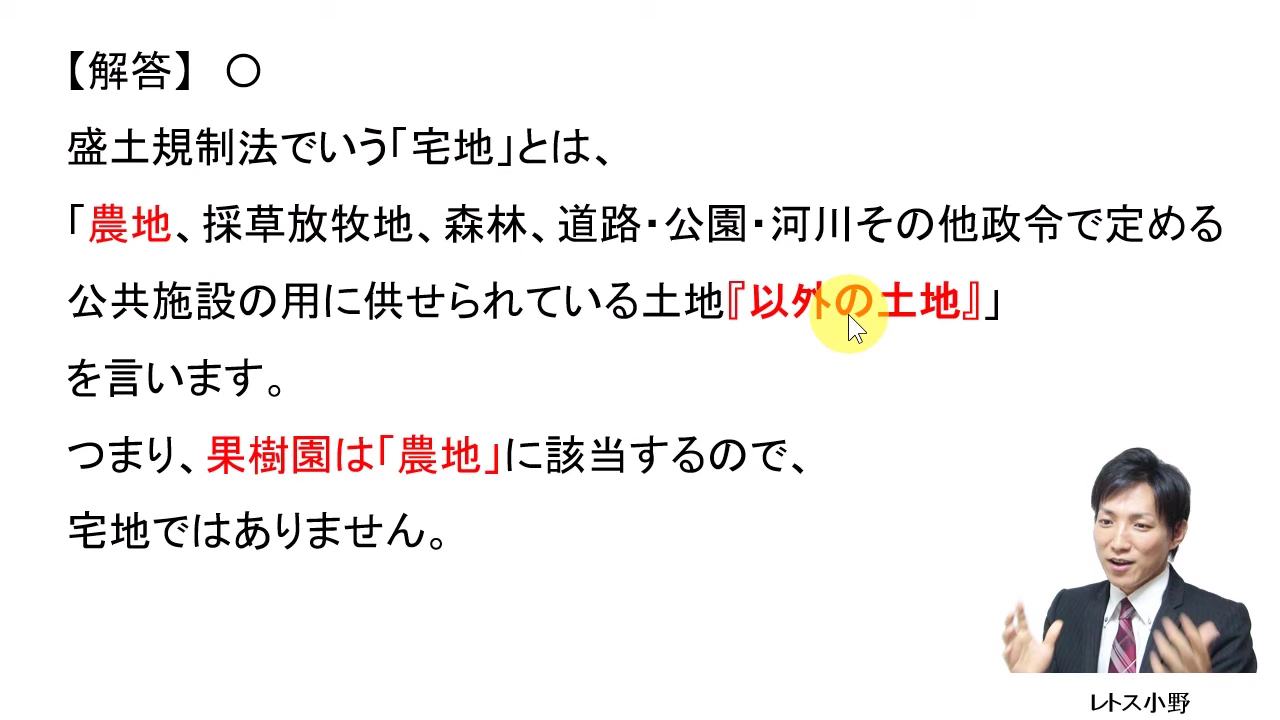 【解答】 〇
盛土規制法でいう「宅地」とは、
「農地、採草放牧地、森林、道路・公園・河川その他政令で定める
公共施設の用に供せられている土地『以外の土地』」
を言います。
つまり、果樹園は「農地」に該当するので、
宅地ではありません。
レトス小野